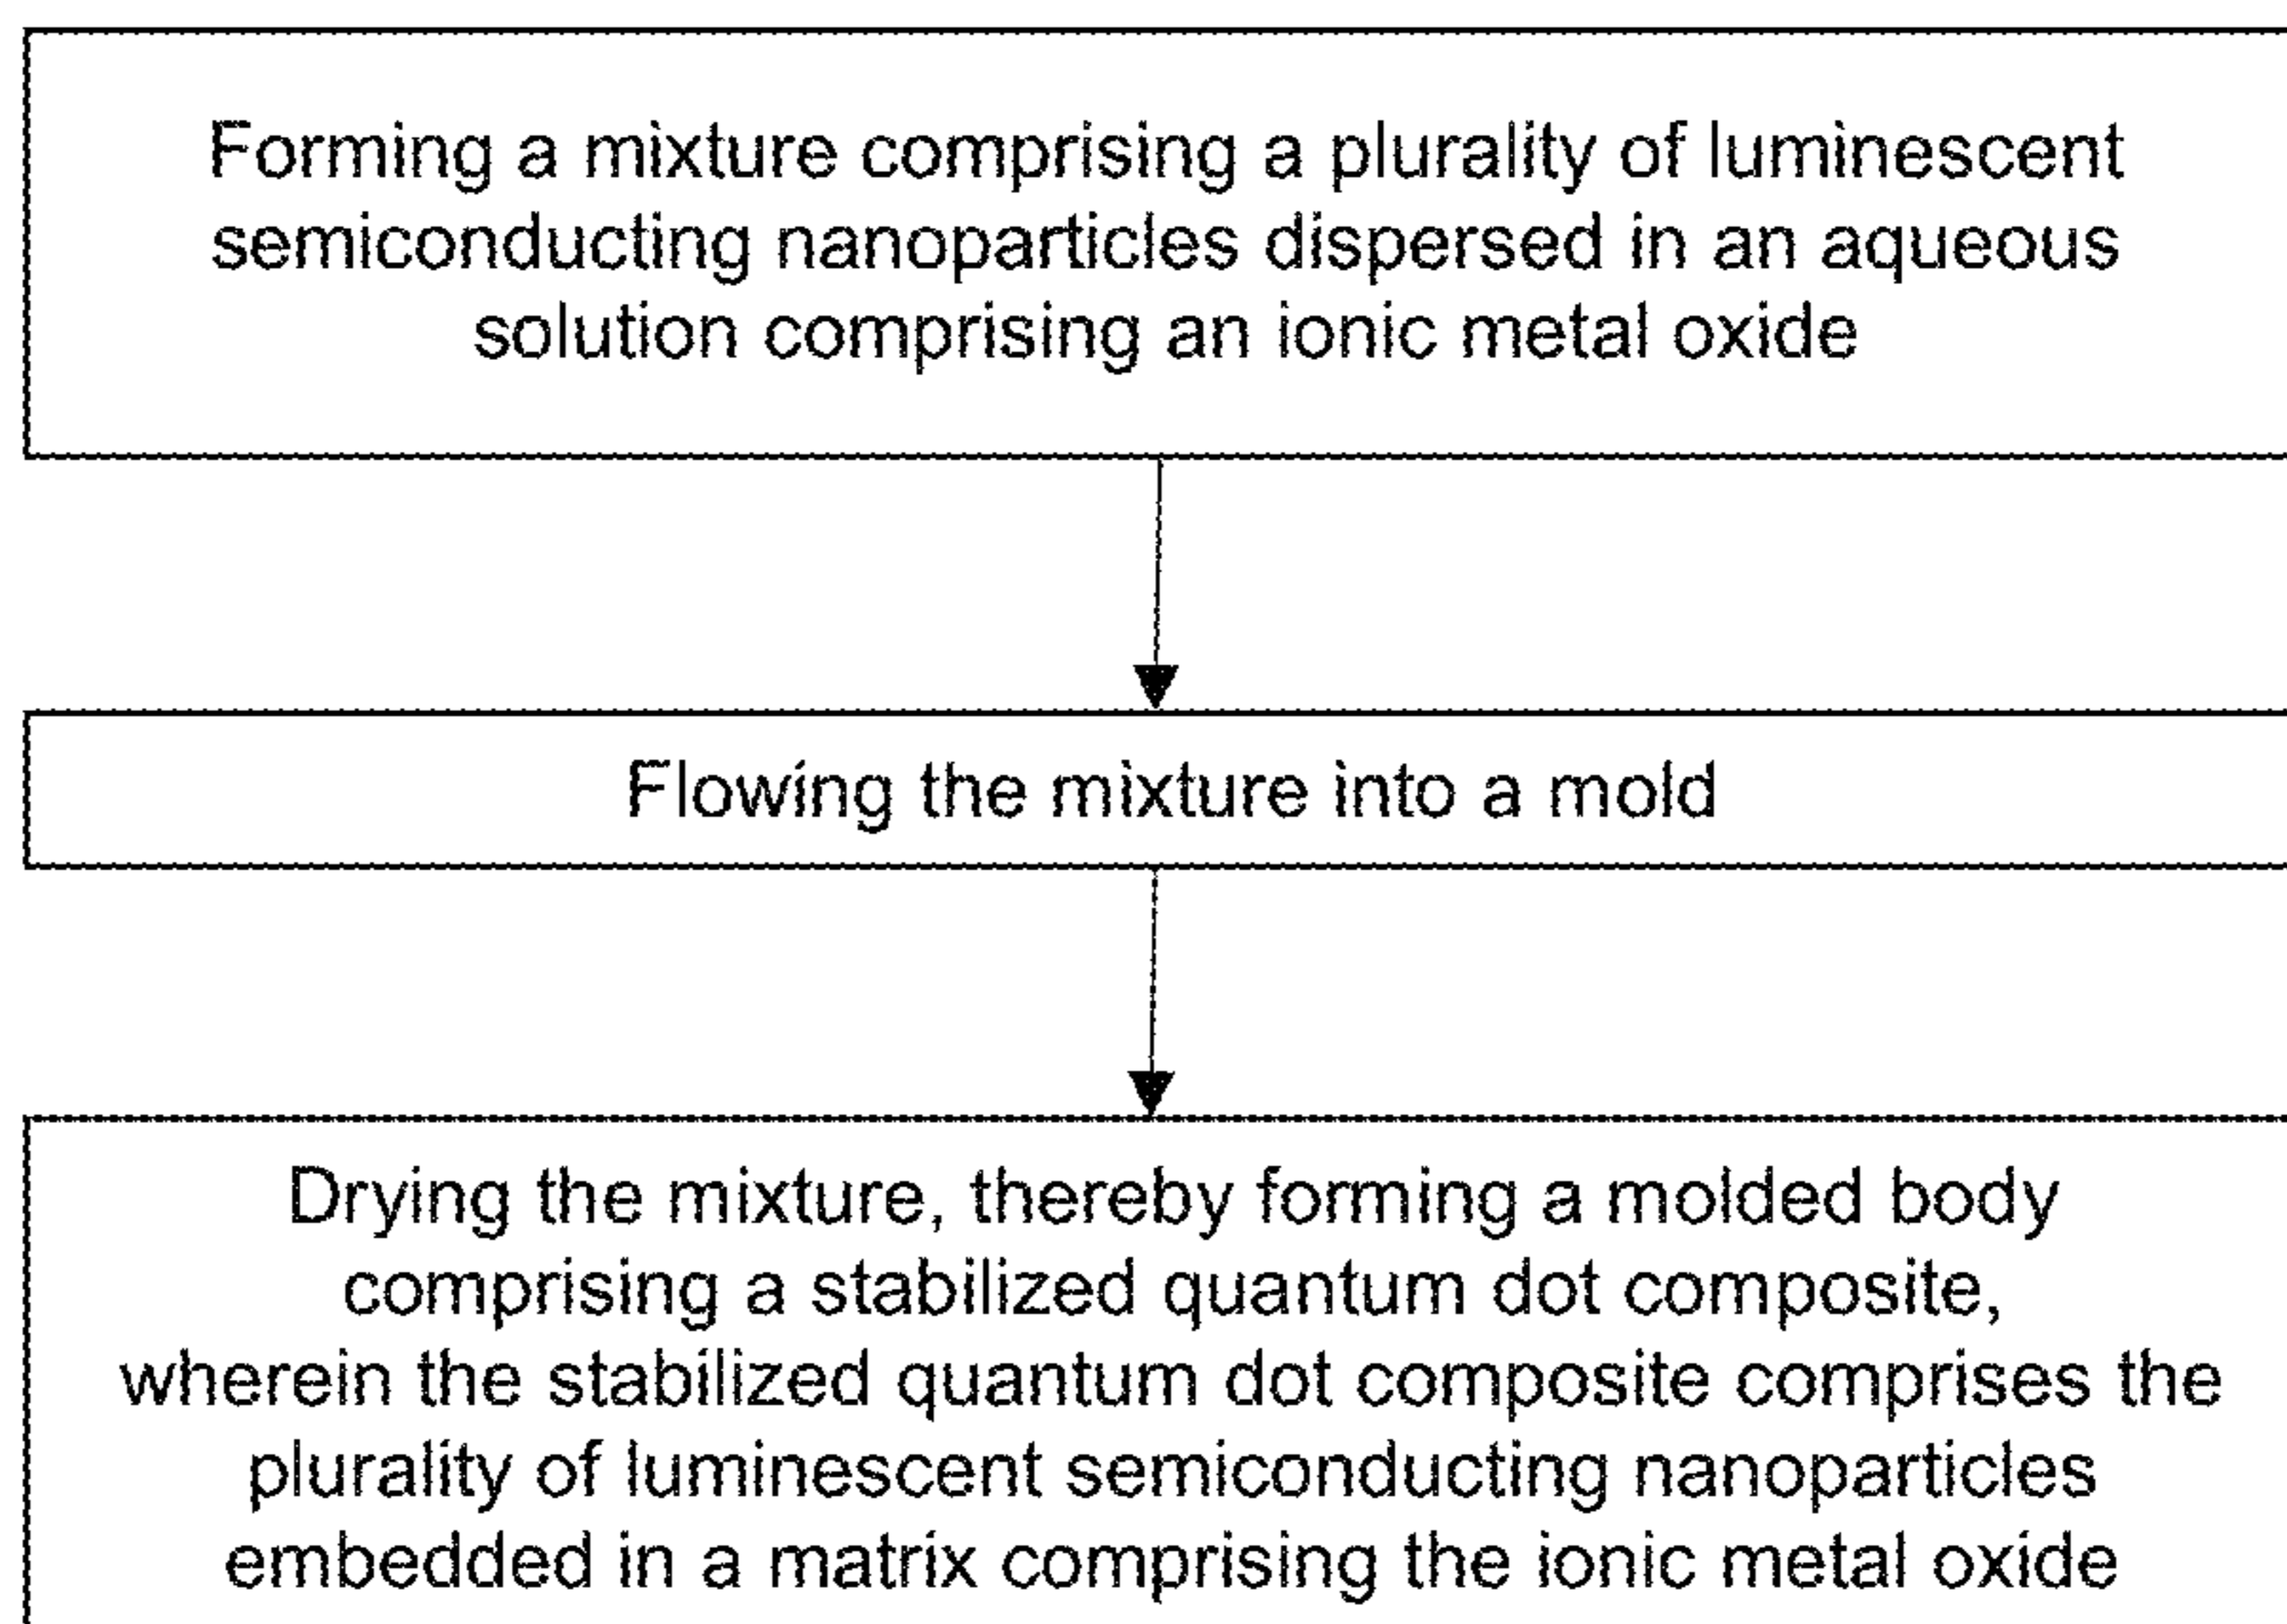 Forming a mixture comprising a plurality of luminescent
semiconducting nanoparticles dispersed in an aqueous
solution comprising an ionic metal oxide
Flowing the mixture into a mold
Drying the mixture, thereby forming a molded body
comprising a stabilized quantum dot composite,
wherein the stabilized quantum dot composite comprises the
plurality of luminescent semiconducting nanoparticles
embedded in a matrix comprising the ionic metal oxide